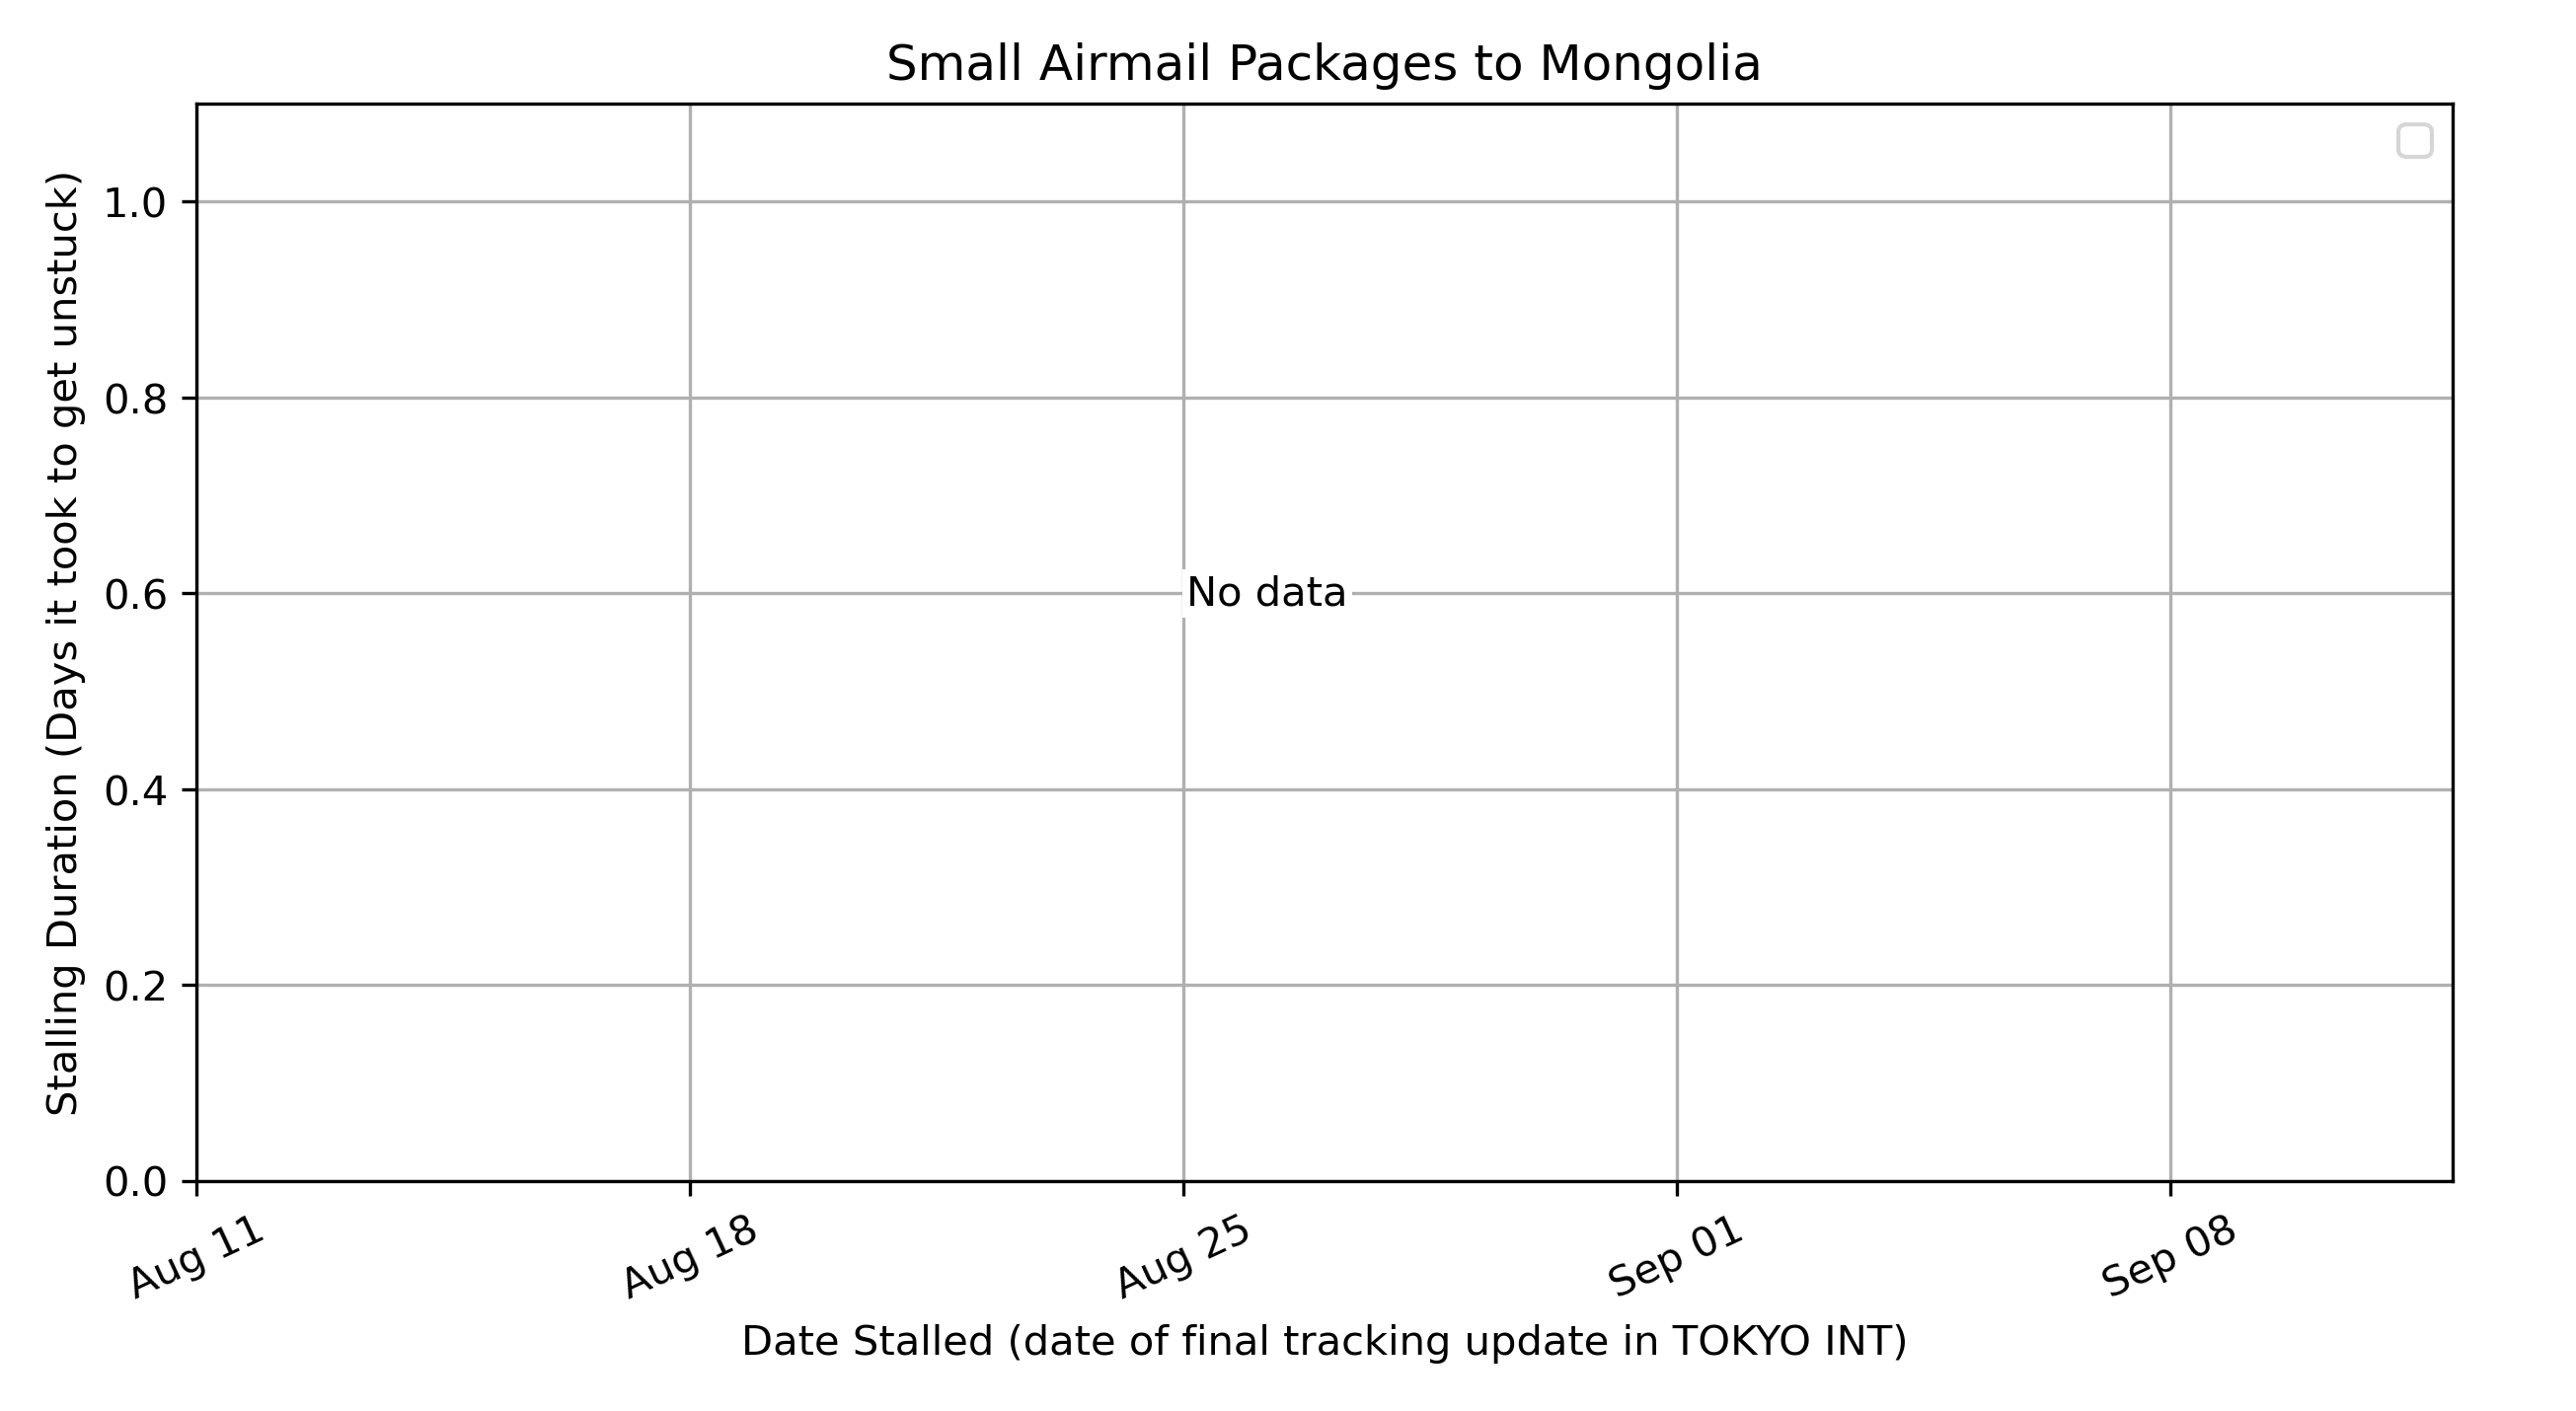 Small Airmail Packages to Mongolia
Stalling Duration (Days it took to get unstuck)
1.0
0.8
0.6
0.4
0.2
0.0
No data
Aug 11
Aug 18
Aug 25
Sep 01
Sep 08
Date Stalled (date of final tracking update in TOKYO INT)